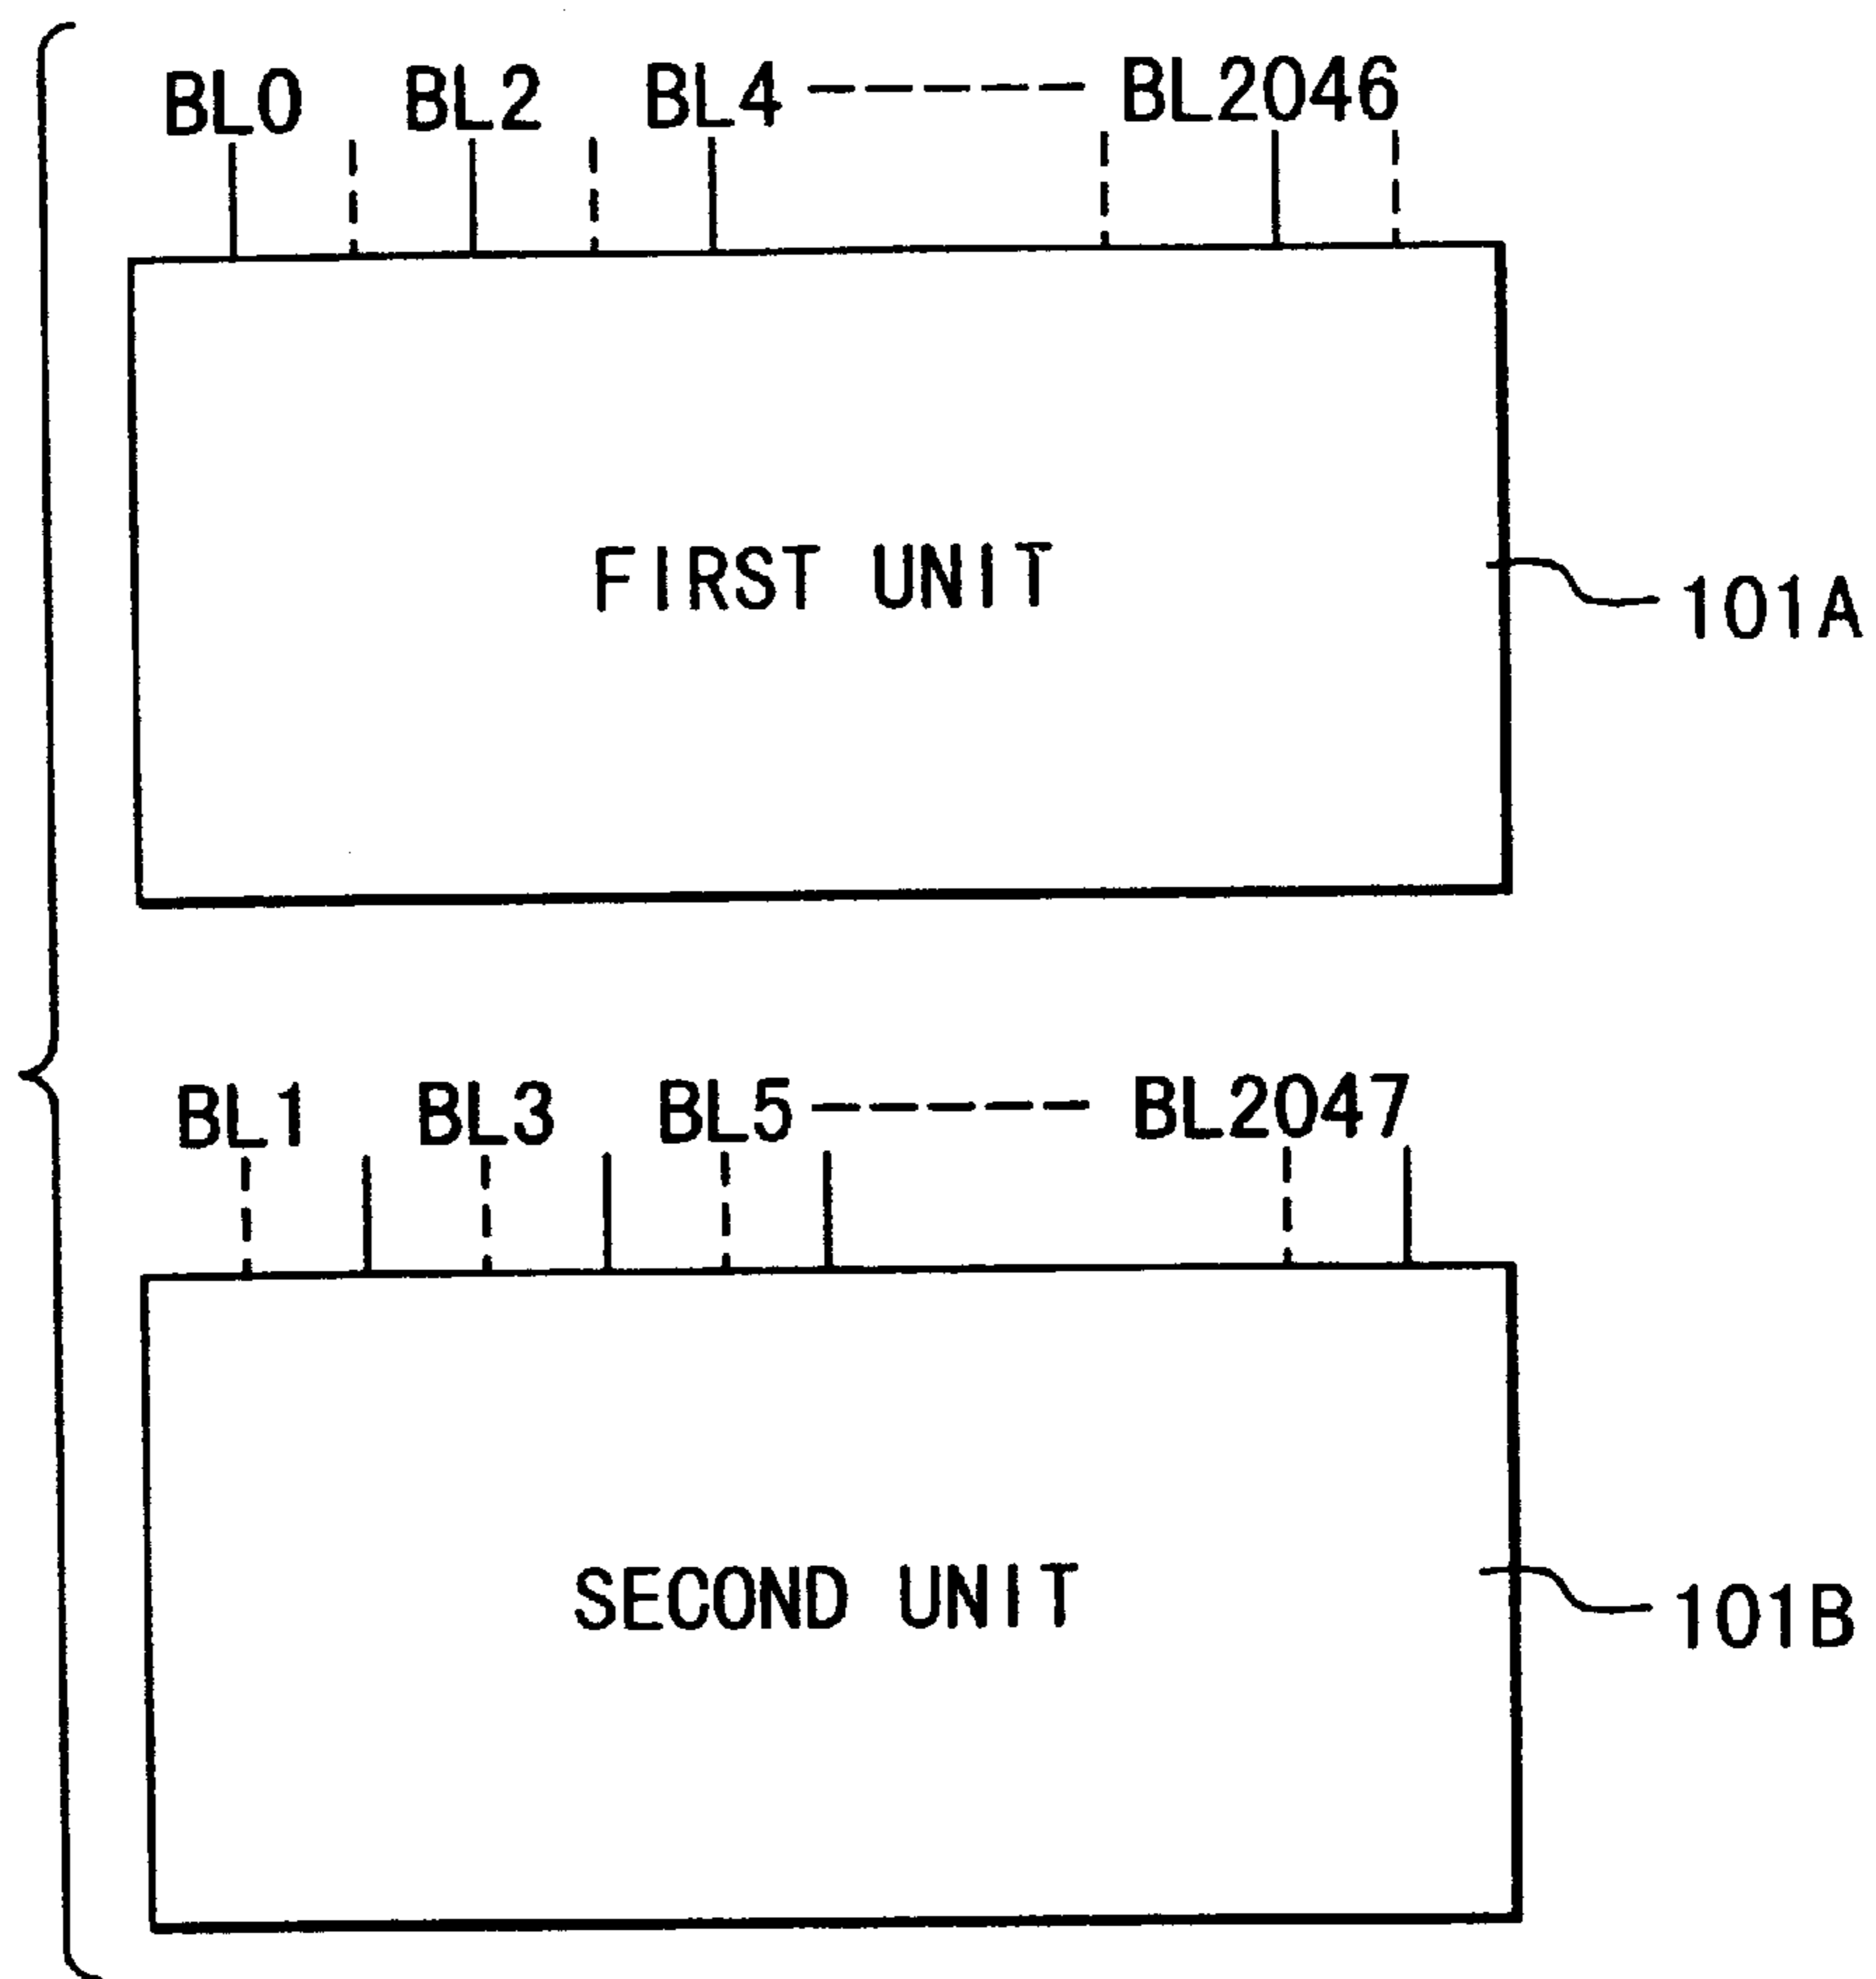 BL0 BL2 BL4 ------ BL2046
FIRST UNIT
101A
BL1 BL3 BL5 ------ BL2047
SECOND UNIT
101B